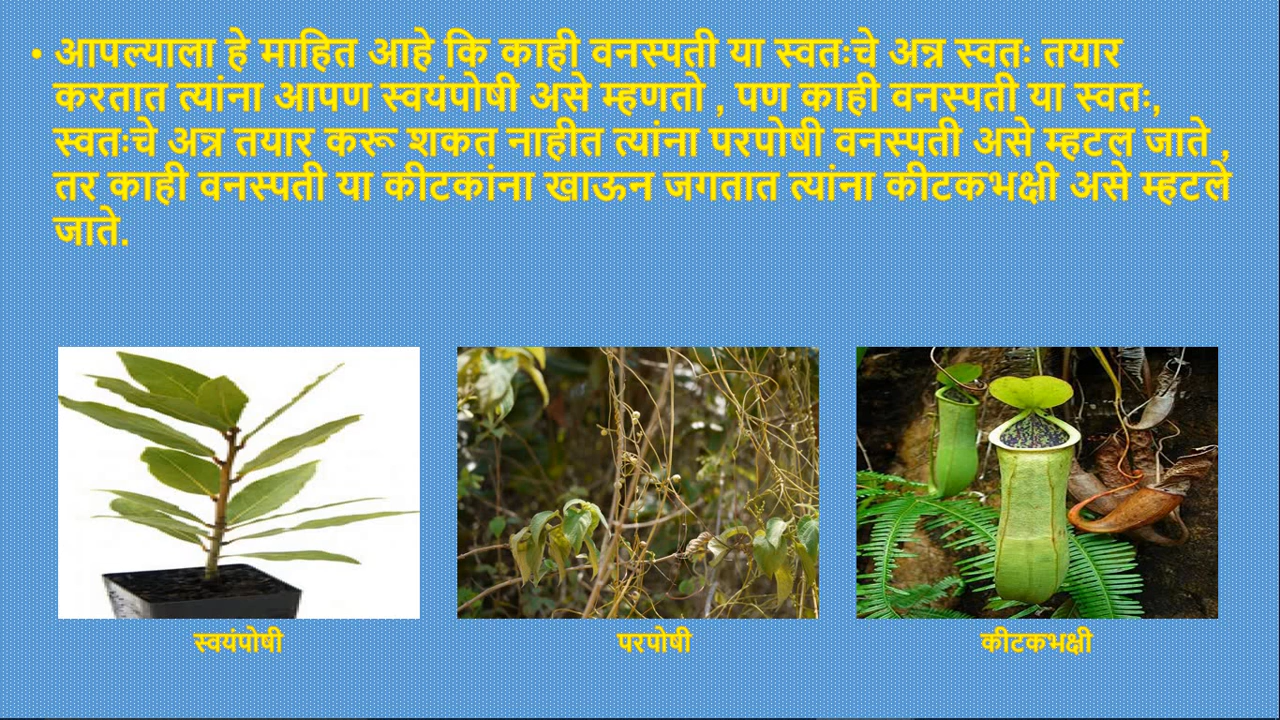 • आपल्याला हे माहित आहे कि काही वनस्पती या स्वतःचे अन्न स्वतः तयार
करतात त्यांना आपण स्वयंपोषी असे म्हणतो , पण काही वनस्पती या स्वतः,
स्वतःचे अन्न तयार करू शकत नाहीत त्यांना परपोषी वनस्पती असे म्हटल जाते ,
तर काही वनस्पती या कीटकांना खाऊन जगतात त्यांना कीटकभक्षी असे म्हटले
जाते.
स्वयंपोषी
परपोषी
कीटकभक्षी